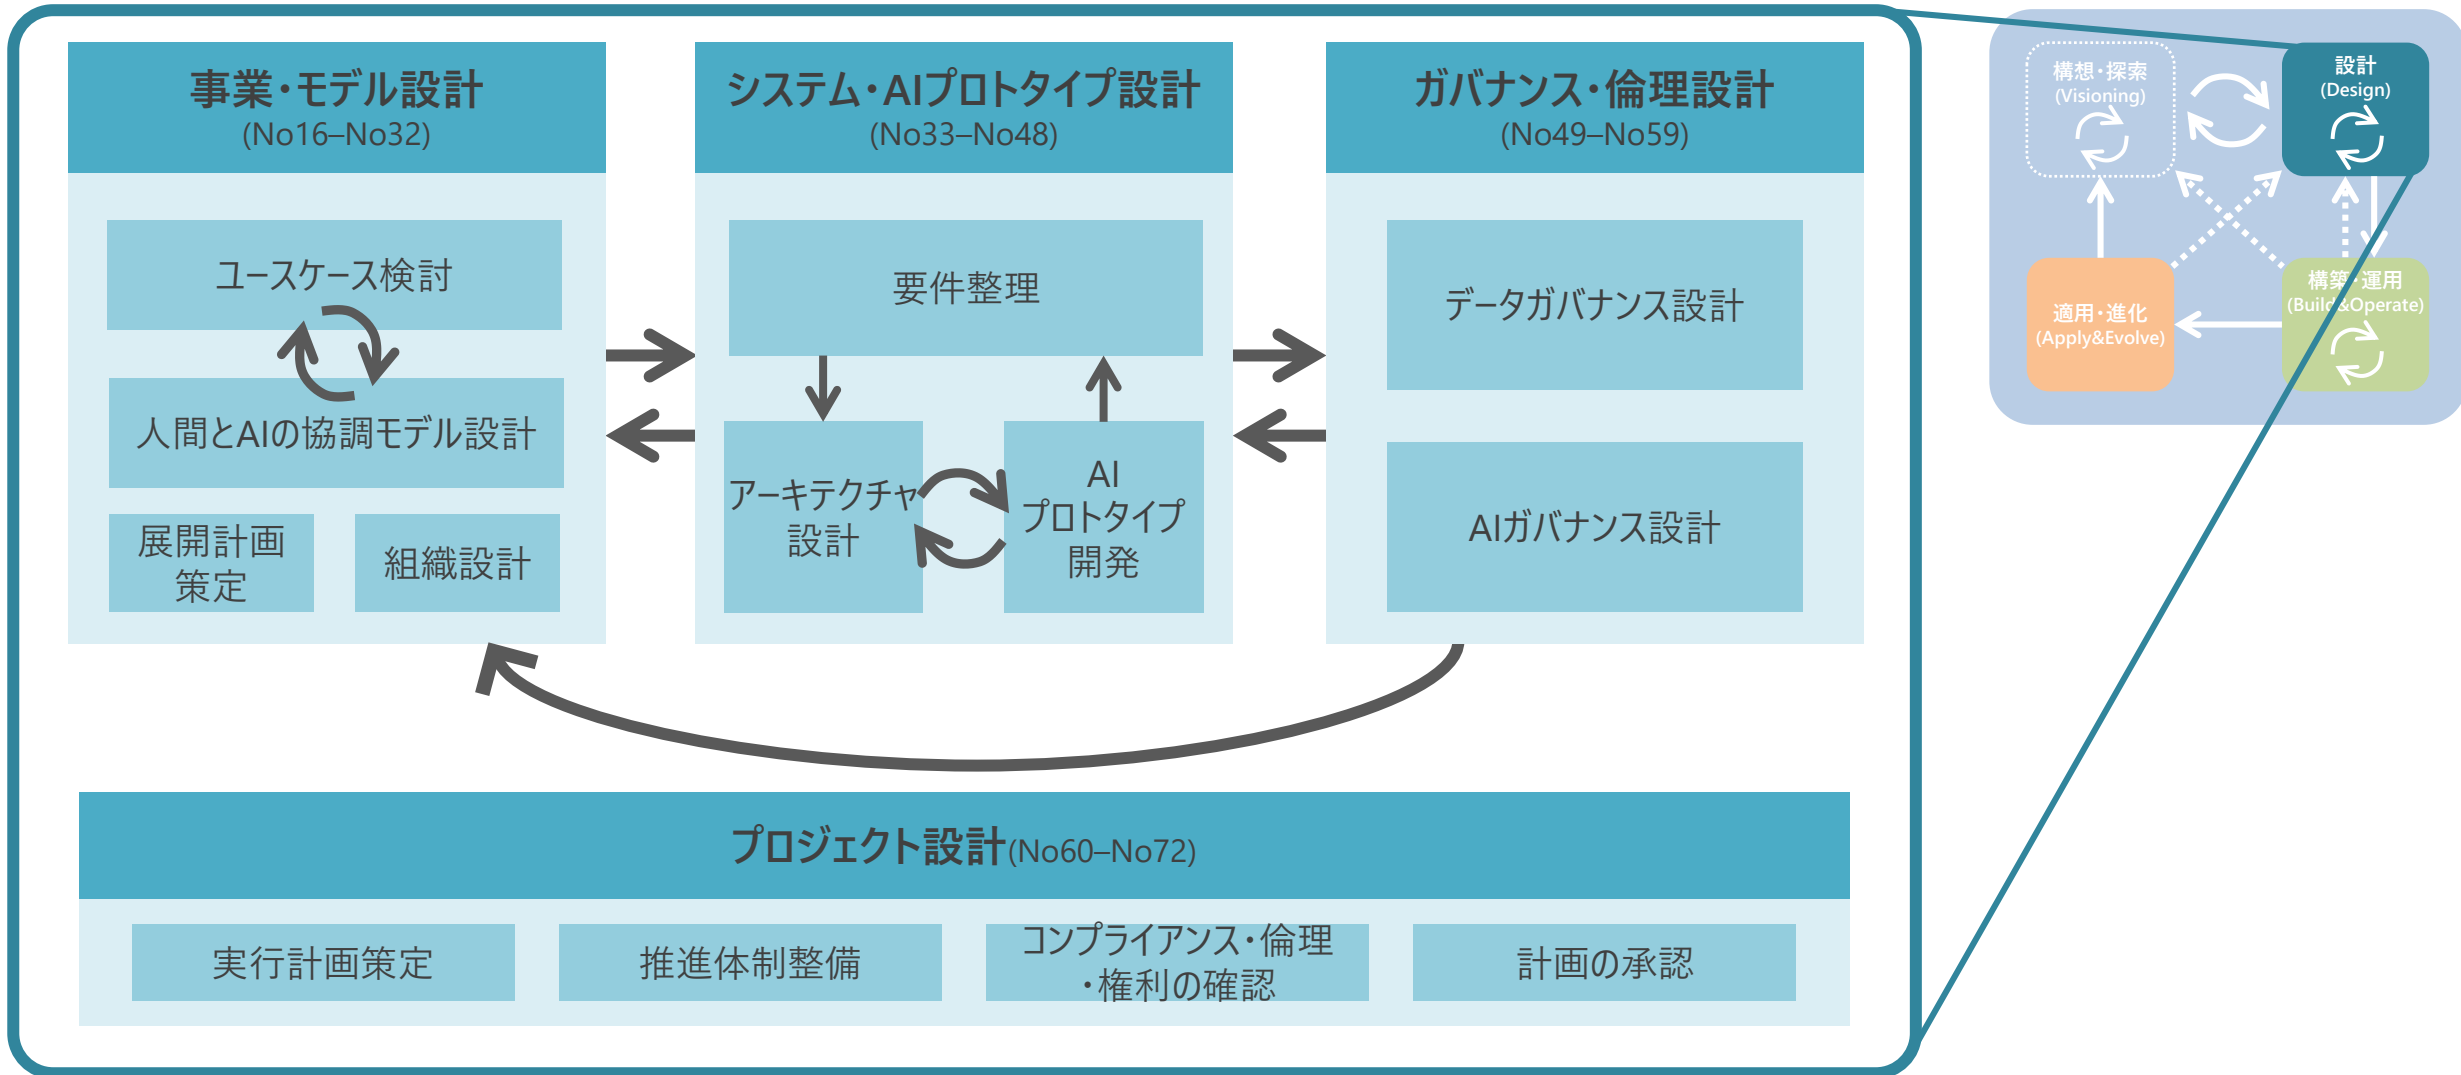 事業・モデル設計
(No16–No32)
ユースケース検討
人間とAIの協調モデル設計
展開計画
策定
組織設計
システム・AIプロトタイプ設計
(No33–No48)
要件整理
アーキテクチャ
設計
AI
プロトタイプ
開発
ガバナンス・倫理設計
(No49–No59)
データガバナンス設計
AIガバナンス設計
プロジェクト設計(No60–No72)
実行計画策定
推進体制整備
コンプライアンス・倫理
・権利の確認
計画の承認
構想・探索
(Visioning)
設計
(Design)
適用・進化
(Apply&Evolve)
構築・運用
(Build&Operate)